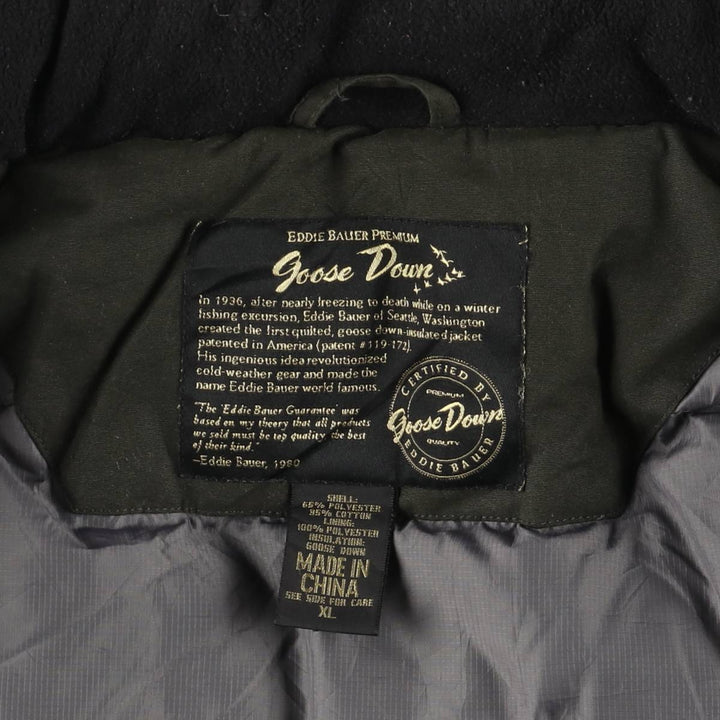 EDDIE BAUER PREMIUM
Goose Down
In 1936, after nearly freezing to death while on a winter
fishing excursion, Eddie Bauer of Seattle, Washington
created the first quilted, goose down-insulated jacket
patented in America (patent #119-172).
His ingenious idea revolutionized
cold-weather gear and made the
name Eddie Bauer world famous.
"The 'Eddie Bauer Guarantee' was
based on my theory that all products
we sold must be top quality, the best
of their kind."
–Eddie Bauer, 1980
CERTIFIED BY
PREMIUM
Goose Down
QUALITY
EDDIE BAUER
SHELL:
65% POLYESTER
35% COTTON
LINING:
100% POLYESTER
INSULATION:
GOOSE DOWN
MADE IN
CHINA
SEE SIDE FOR CARE
XL